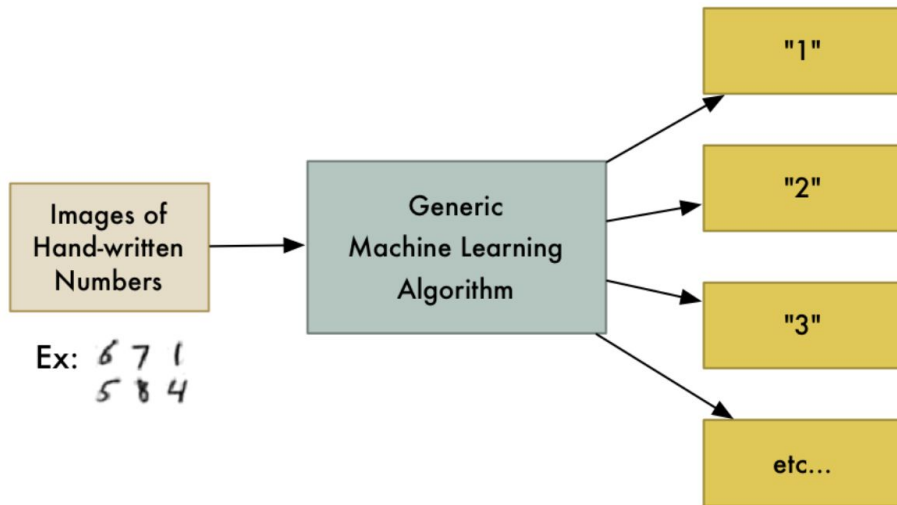 Images of
Hand-written
Numbers
Ex: 6 7 1
5 8 4
Generic
Machine Learning
Algorithm
"1"
"2"
"3"
etc...